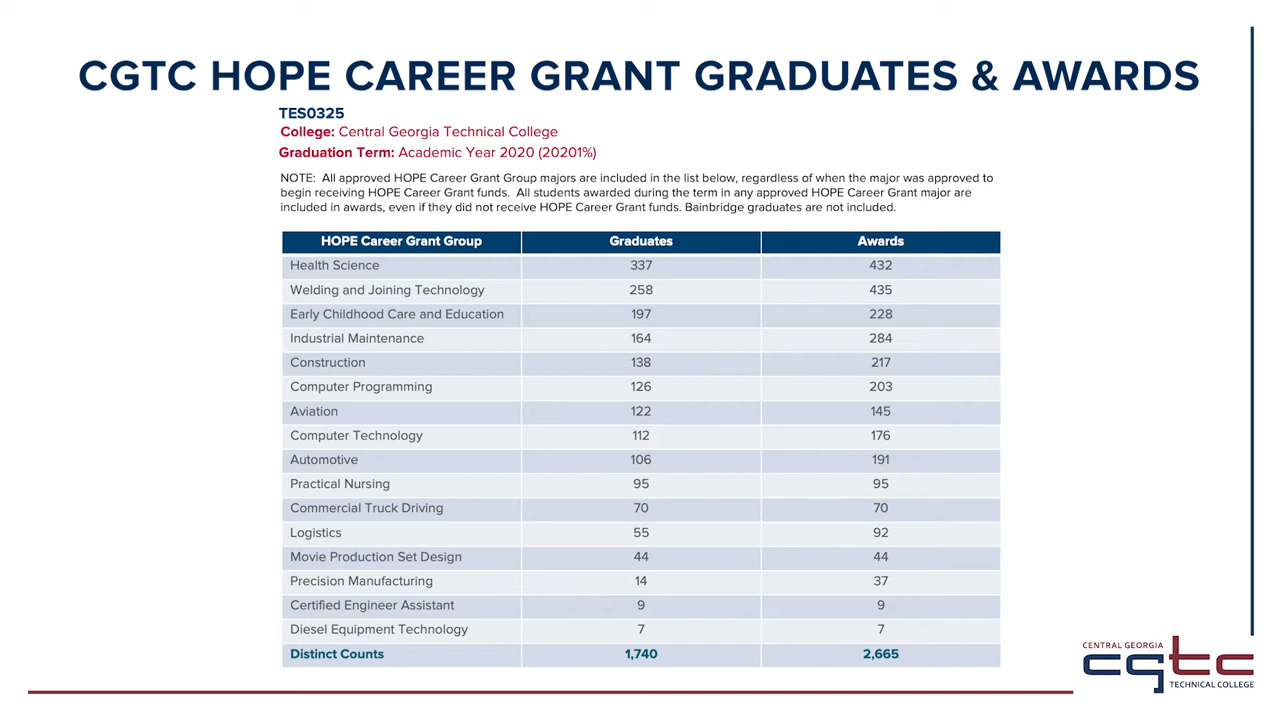 CGTC HOPE CAREER GRANT GRADUATES & AWARDS
TES0325
College: Central Georgia Technical College
Graduation Term: Academic Year 2020 (20201%)
NOTE: All approved HOPE Career Grant Group majors are included in the list below, regardless of when the major was approved to
begin receiving HOPE Career Grant funds. All students awarded during the term in any approved HOPE Career Grant major are
included in awards, even if they did not receive HOPE Career Grant funds. Bainbridge graduates are not included.
HOPE Career Grant Group Graduates Awards
Health Science 337 432
Welding and Joining Technology 258 435
Early Childhood Care and Education 197 228
Industrial Maintenance 164 284
Construction 138 217
Computer Programming 126 203
Aviation 122 145
Computer Technology 112 176
Automotive 106 191
Practical Nursing 95 95
Commercial Truck Driving 70 70
Logistics 55 92
Movie Production Set Design 44 44
Precision Manufacturing 14 37
Certified Engineer Assistant 9 9
Diesel Equipment Technology 7 7
Distinct Counts 1,740 2,665
CENTRAL GEORGIA
cgtc
TECHNICAL COLLEGE